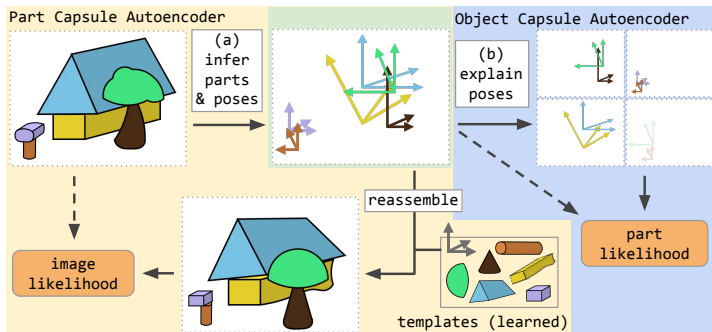 Part Capsule Autoencoder
Object Capsule Autoencoder
(a)
infer
parts
& poses
(b)
explain
poses
reassemble
image
likelihood
part
likelihood
templates (learned)